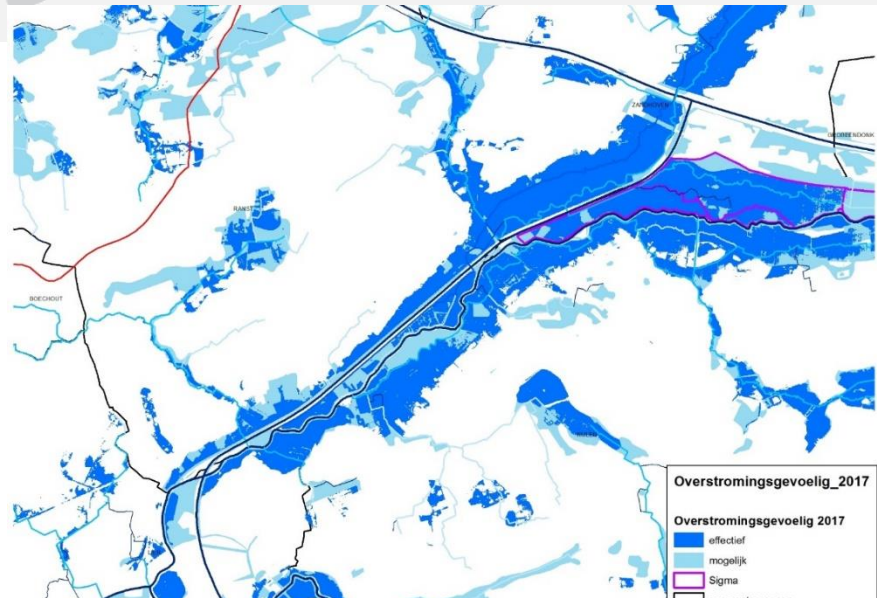 ZANDHOVEN
GROBBENDONK
RANST
BOECHOUT
Overstromingsgevoelig_2017
Overstromingsgevoelig 2017
effectief
mogelijk
Sigma